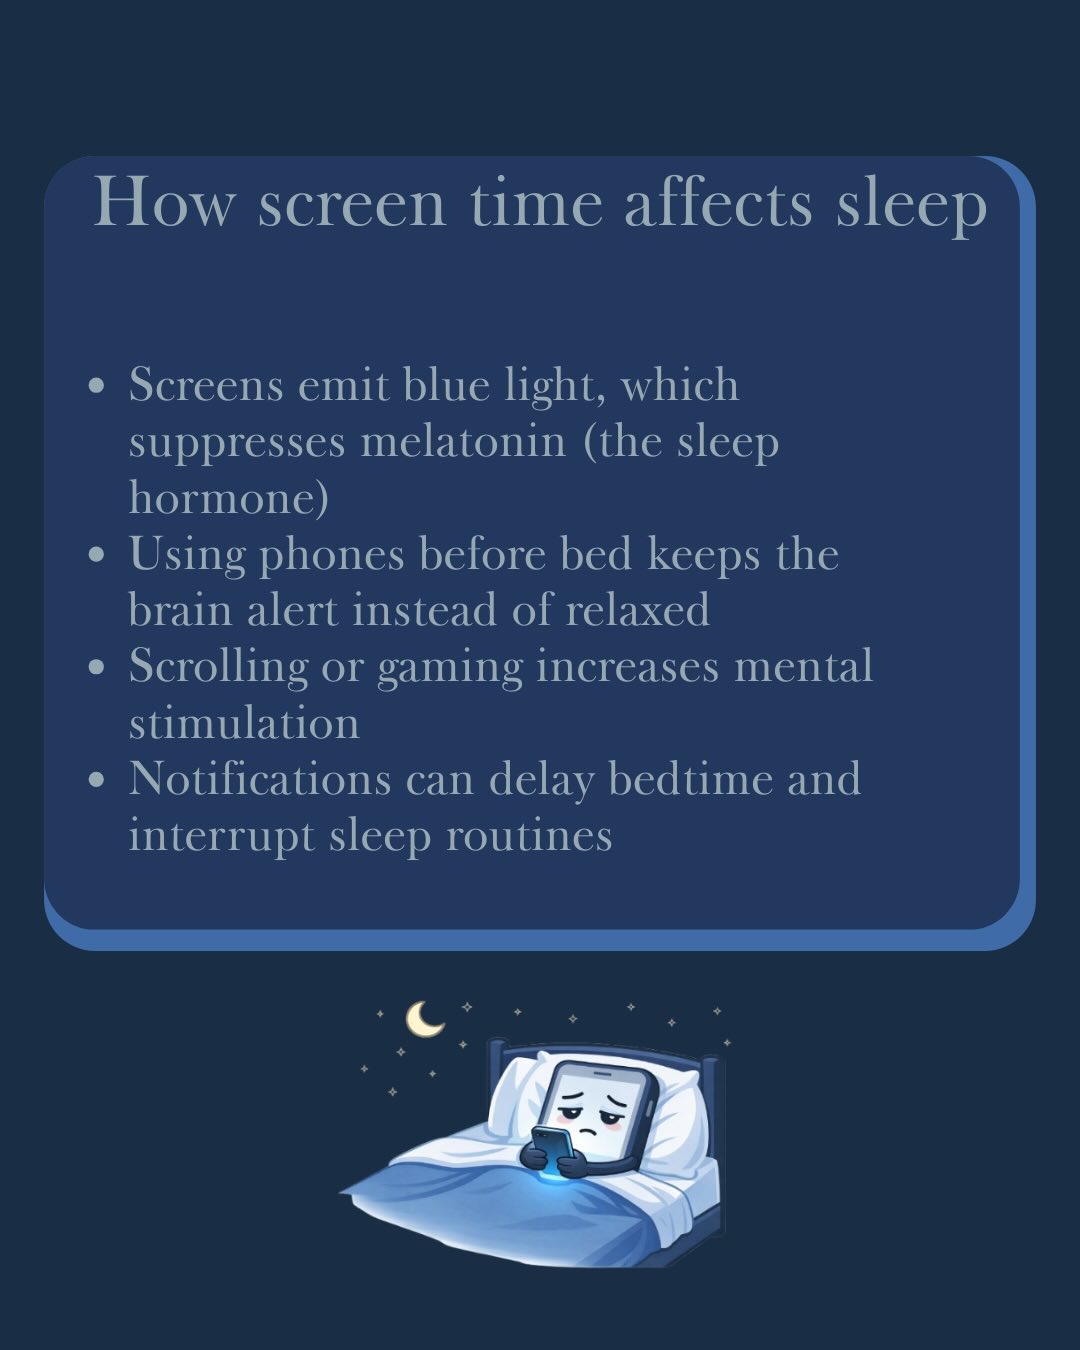 How screen time affects sleep
• Screens emit blue light, which
suppresses melatonin (the sleep
hormone)
• Using phones before bed keeps the
brain alert instead of relaxed
• Scrolling or gaming increases mental
stimulation
• Notifications can delay bedtime and
interrupt sleep routines